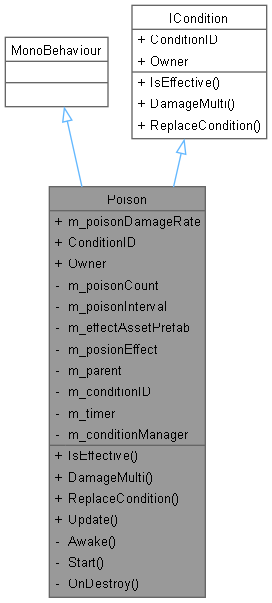 ICondition
+ ConditionID
+ Owner
+ IsEffective()
+ DamageMulti()
+ ReplaceCondition()
MonoBehaviour
Poison
+ m_poisonDamageRate
+ ConditionID
+ Owner
- m_poisonCount
- m_poisonInterval
- m_effectAssetPrefab
- m_posionEffect
- m_parent
- m_conditionID
- m_timer
- m_conditionManager
+ IsEffective()
+ DamageMulti()
+ ReplaceCondition()
+ Update()
- Awake()
- Start()
- OnDestroy()